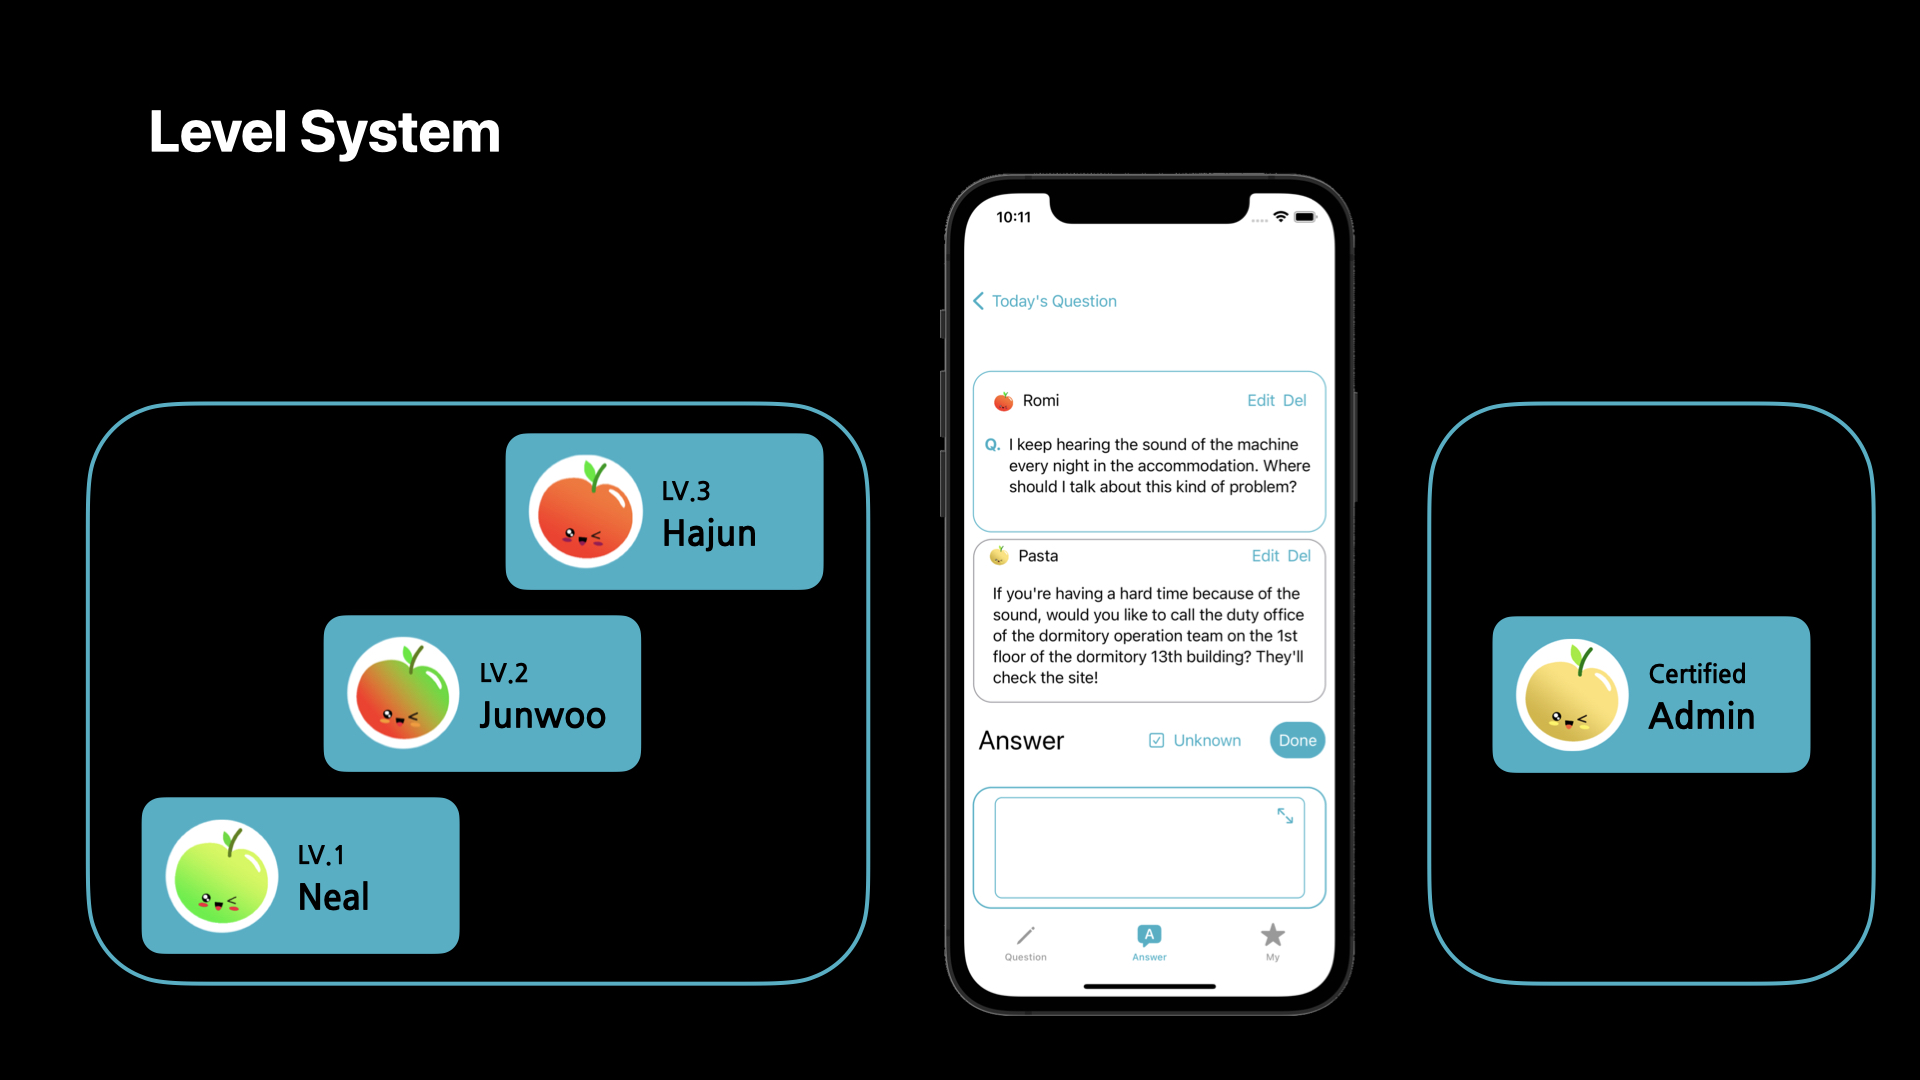 Level System
LV.3
Hajun
LV.2
Junwoo
LV.1
Neal
10:11
Today's Question
Romi
Edit Del
Q. I keep hearing the sound of the machine
every night in the accommodation. Where
should I talk about this kind of problem?
Pasta
Edit Del
If you're having a hard time because of the
sound, would you like to call the duty office
of the dormitory operation team on the 1st
floor of the dormitory 13th building? They'll
check the site!
Answer
Unknown
Done
A
Question
Answer
My
Certified
Admin